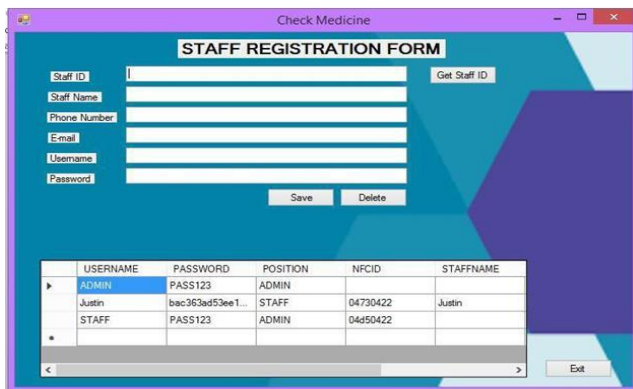 Check Medicine
STAFF REGISTRATION FORM
Staff ID
Get Staff ID
Staff Name
Phone Number
E-mail
Username
Password
Save Delete
USERNAME PASSWORD POSITION NFCID STAFFNAME
ADMIN PASS123 ADMIN
Justin bac363ad53ee1... STAFF 04730422 Justin
STAFF PASS123 ADMIN 04d50422
Exit